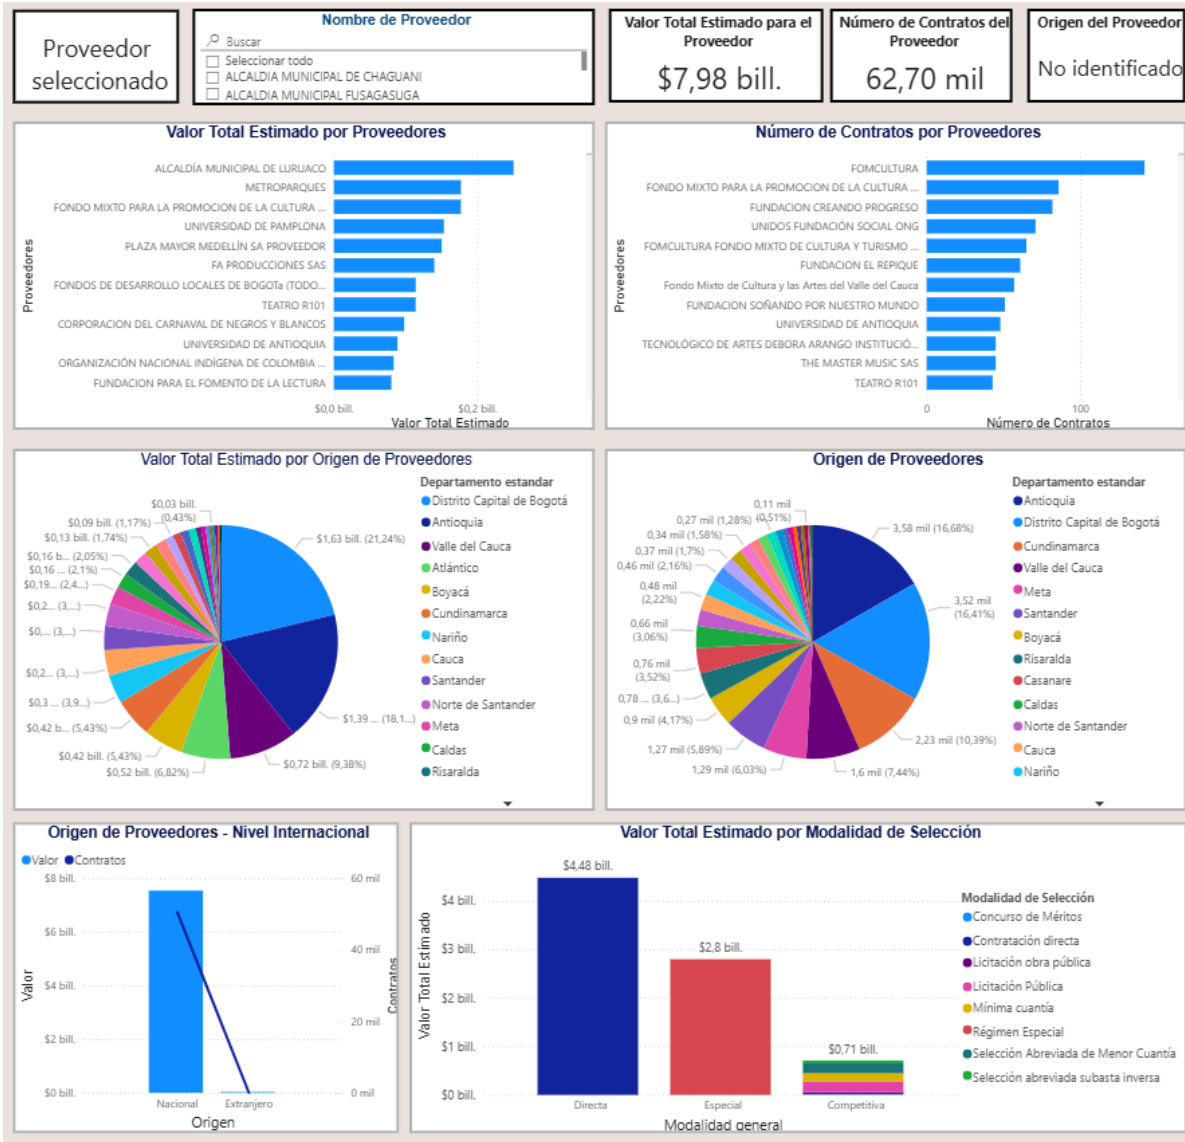 Proveedor
seleccionado
Nombre de Proveedor
Buscar
Seleccionar todo
ALCALDIA MUNICIPAL DE CHAGUANI
ALCALDIA MUNICIPAL FUSAGASUGA
Valor Total Estimado para el
Proveedor
$7,98 bill.
Número de Contratos del
Proveedor
62,70 mil
Origen del Proveedor
No identificado
Valor Total Estimado por Proveedores
Proveedores
ALCALDÍA MUNICIPAL DE LURUACO
METROPARQUES
FONDO MIXTO PARA LA PROMOCION DE LA CULTURA ...
UNIVERSIDAD DE PAMPLONA
PLAZA MAYOR MEDELLÍN SA PROVEEDOR
FA PRODUCCIONES SAS
FONDOS DE DESARROLLO LOCALES DE BOGOTa (TODO...
TEATRO R101
CORPORACION DEL CARNAVAL DE NEGROS Y BLANCOS
UNIVERSIDAD DE ANTIOQUIA
ORGANIZACIÓN NACIONAL INDÍGENA DE COLOMBIA ...
FUNDACION PARA EL FOMENTO DE LA LECTURA
$0,0 bill.
$0,2 bill.
Valor Total Estimado
Número de Contratos por Proveedores
Proveedores
FOMCULTURA
FONDO MIXTO PARA LA PROMOCION DE LA CULTURA ...
FUNDACION CREANDO PROGRESO
UNIDOS FUNDACIÓN SOCIAL ONG
FOMCULTURA FONDO MIXTO DE CULTURA Y TURISMO ...
FUNDACION EL REPIQUE
Fondo Mixto de Cultura y las Artes del Valle del Cauca
FUNDACION SOÑANDO POR NUESTRO MUNDO
UNIVERSIDAD DE ANTIOQUIA
TECNOLÓGICO DE ARTES DEBORA ARANGO INSTITUCIÓ...
THE MASTER MUSIC SAS
TEATRO R101
0
100
Número de Contratos
Valor Total Estimado por Origen de Proveedores
$0,03 bill.
(0,43%)
$0,09 bill. (1,17%)
$0,13 bill. (1,74%)
$0,16 b... (2,05%)
$0,16 ... (2,1%)
$0,19... (2,4...)
$0,2... (3,...)
$0,... (3,...)
$0,2... (3,...)
$0,3 ... (3,9...)
$0,42 b... (5,43%)
$0,42 bill. (5,43%)
$0,52 bill. (6,82%)
$0,72 bill. (9,38%)
$1,39 ... (18,1...)
$1,63 bill. (21,24%)
Departamento estandar
Distrito Capital de Bogotá
Antioquia
Valle del Cauca
Atlántico
Boyacá
Cundinamarca
Nariño
Cauca
Santander
Norte de Santander
Meta
Caldas
Risaralda
Origen de Proveedores
0,11 mil
(0,51%)
0,27 mil (1,28%)
0,34 mil (1,58%)
0,37 mil (1,7%)
0,46 mil (2,16%)
0,48 mil
(2,22%)
0,66 mil
(3,06%)
0,76 mil
(3,52%)
0,78 ... (3,6...)
0,9 mil (4,17%)
1,27 mil (5,89%)
1,29 mil (6,03%)
1,6 mil (7,44%)
2,23 mil (10,39%)
3,52 mil
(16,41%)
3,58 mil (16,68%)
Departamento estandar
Antioquia
Distrito Capital de Bogotá
Cundinamarca
Valle del Cauca
Meta
Santander
Boyacá
Risaralda
Casanare
Caldas
Norte de Santander
Cauca
Nariño
Origen de Proveedores - Nivel Internacional
Valor Contratos
Valor
$8 bill.
$6 bill.
$4 bill.
$2 bill.
$0 bill.
60 mil
40 mil
20 mil
0 mil
Contratos
Nacional
Extranjero
Origen
Valor Total Estimado por Modalidad de Selección
Valor Total Estimado
$4 bill.
$3 bill.
$2 bill.
$1 bill.
$0 bill.
$4,48 bill.
$2,8 bill.
$0,71 bill.
Directa
Especial
Competitiva
Modalidad general
Modalidad de Selección
Concurso de Méritos
Contratación directa
Licitación obra pública
Licitación Pública
Mínima cuantía
Régimen Especial
Selección Abreviada de Menor Cuantía
Selección abreviada subasta inversa